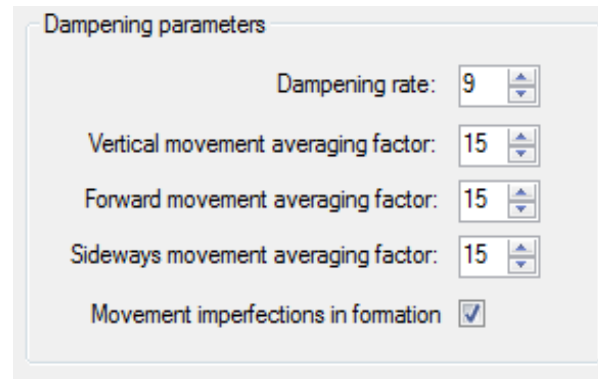 Dampening parameters
Dampening rate: 9
Vertical movement averaging factor: 15
Forward movement averaging factor: 15
Sideways movement averaging factor: 15
Movement imperfections in formation